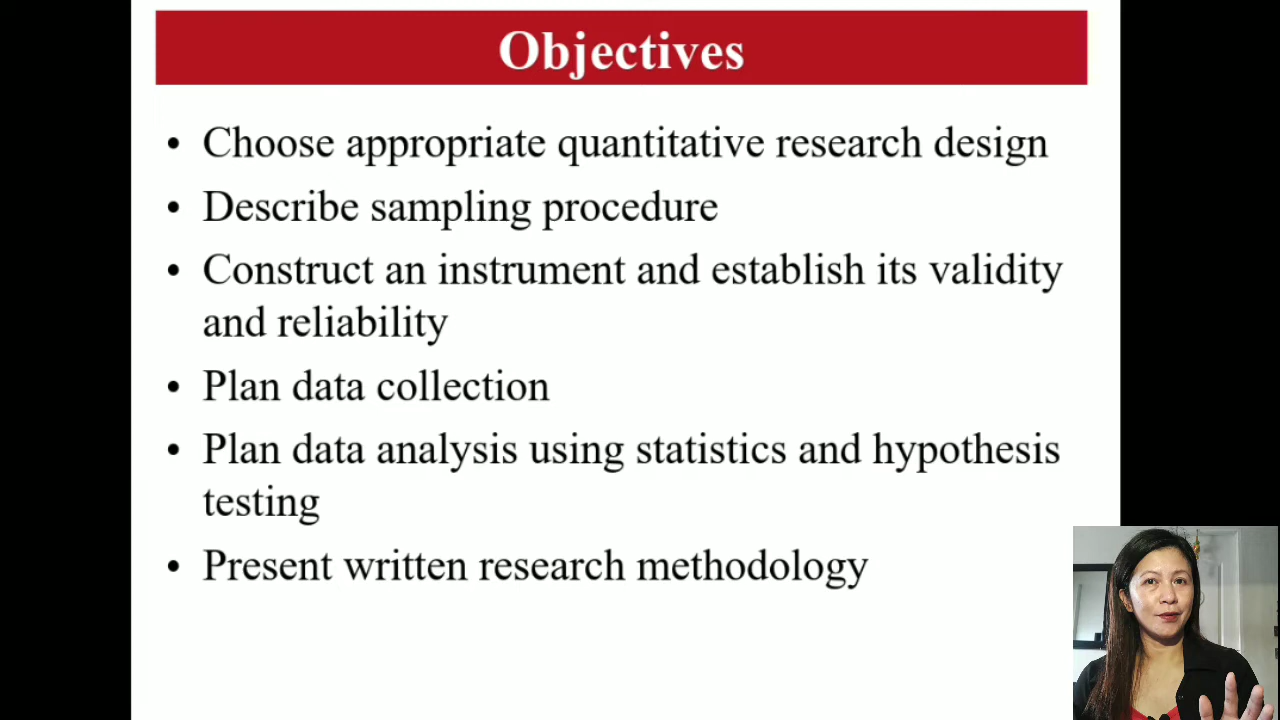 Objectives
• Choose appropriate quantitative research design
• Describe sampling procedure
• Construct an instrument and establish its validity
and reliability
• Plan data collection
• Plan data analysis using statistics and hypothesis
testing
• Present written research methodology